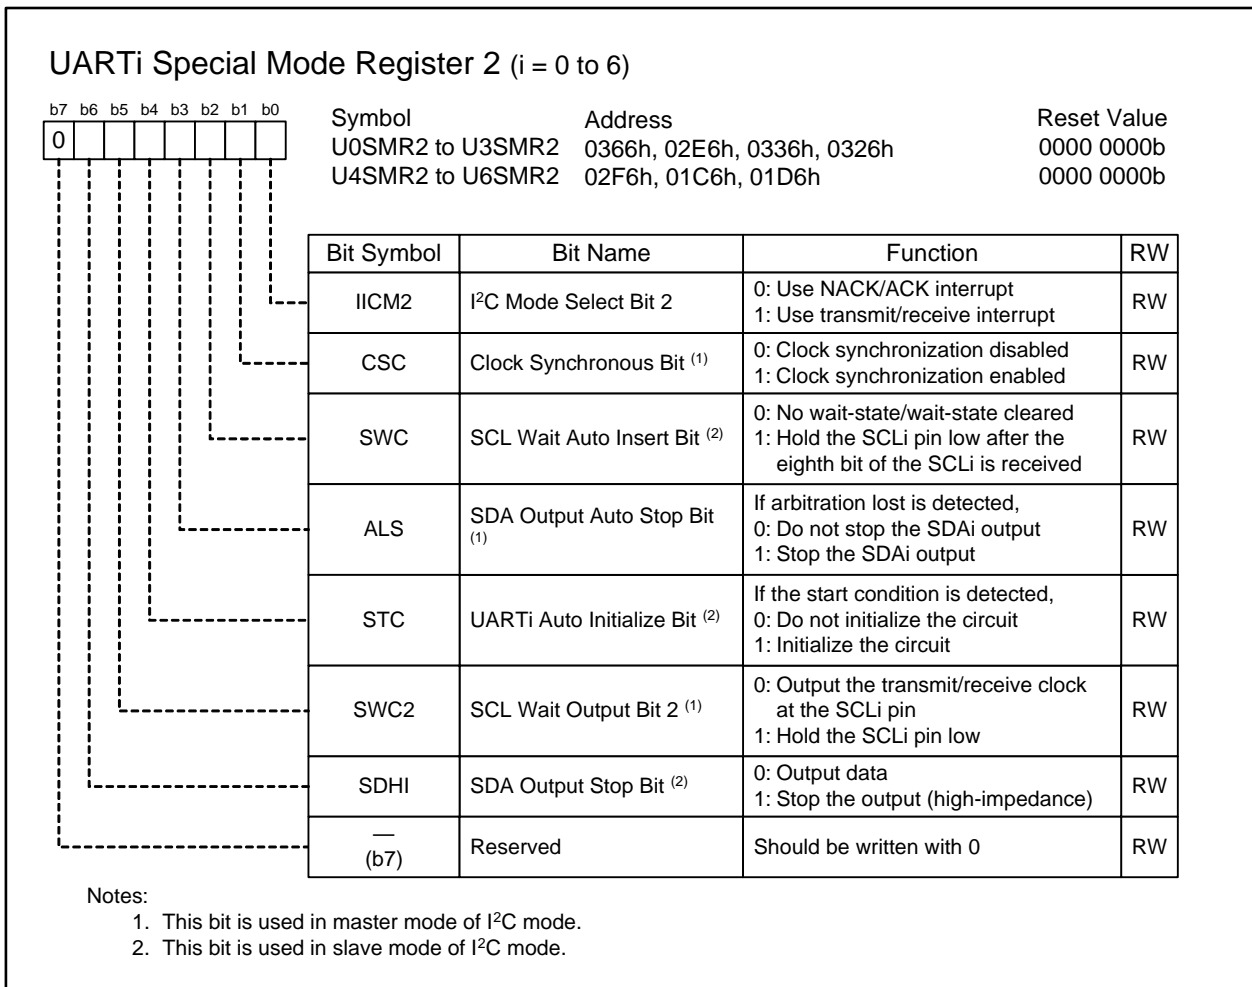 UARTi Special Mode Register 2 (i = 0 to 6)
b7 b6 b5 b4 b3 b2 b1 b0
0
Symbol Address Reset Value
U0SMR2 to U3SMR2 0366h, 02E6h, 0336h, 0326h 0000 0000b
U4SMR2 to U6SMR2 02F6h, 01C6h, 01D6h 0000 0000b
Bit Symbol Bit Name Function RW
IICM2 I²C Mode Select Bit 2 0: Use NACK/ACK interrupt RW
1: Use transmit/receive interrupt
CSC Clock Synchronous Bit (1) 0: Clock synchronization disabled RW
1: Clock synchronization enabled
SWC SCL Wait Auto Insert Bit (2) 0: No wait-state/wait-state cleared RW
1: Hold the SCLi pin low after the
eighth bit of the SCLi is received
ALS SDA Output Auto Stop Bit (1) If arbitration lost is detected, RW
0: Do not stop the SDAi output
1: Stop the SDAi output
STC UARTi Auto Initialize Bit (2) If the start condition is detected, RW
0: Do not initialize the circuit
1: Initialize the circuit
SWC2 SCL Wait Output Bit 2 (1) 0: Output the transmit/receive clock RW
at the SCLi pin
1: Hold the SCLi pin low
SDHI SDA Output Stop Bit (2) 0: Output data RW
1: Stop the output (high-impedance)
— (b7) Reserved Should be written with 0 RW
Notes:
1. This bit is used in master mode of I²C mode.
2. This bit is used in slave mode of I²C mode.